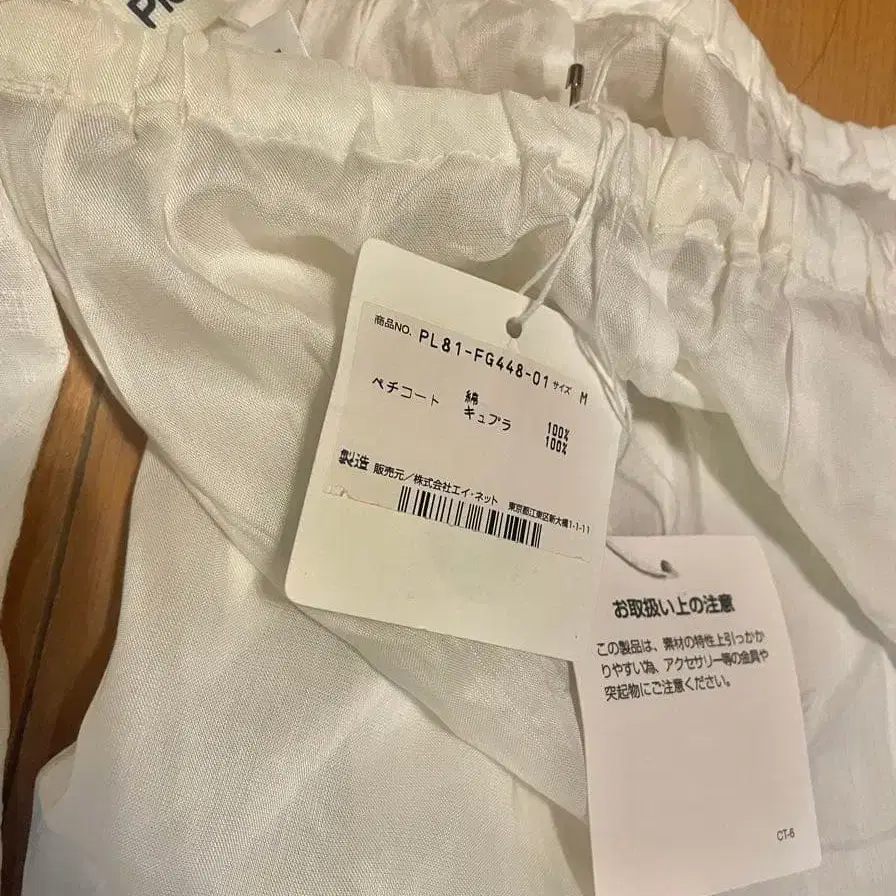 商品NO. PL81-FG448-01 サイズ M
ペチコート 綿 100%
キュプラ 100%
製造 販売元/株式会社エイ・ネット
東京都江東区新大橋1-1-11
お取扱い上の注意
この製品は、素材の特性上引っかか
りやすい為、アクセサリー等の金具や
突起物にご注意ください。
CT-6